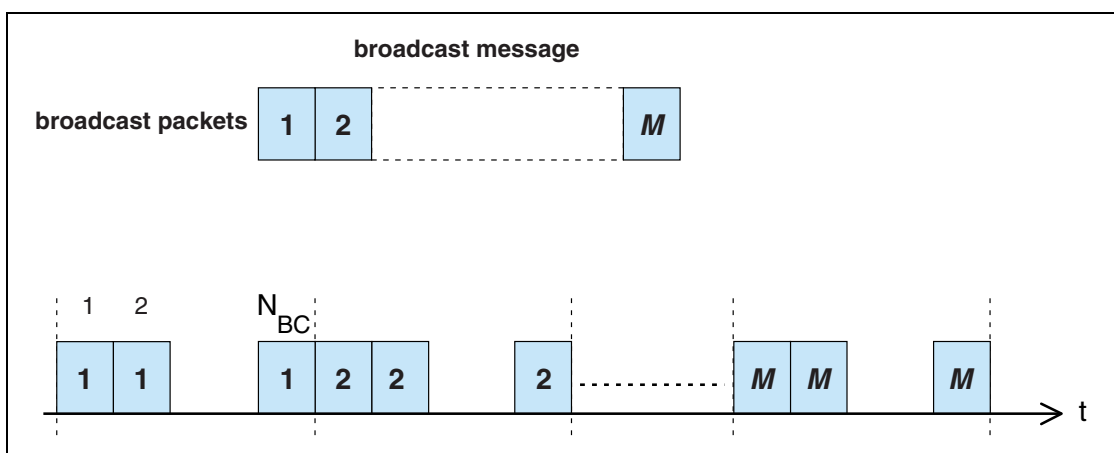 broadcast message
broadcast packets 1 2 M
1 2 N_BC
1 1 1 2 2 2 M M M
t